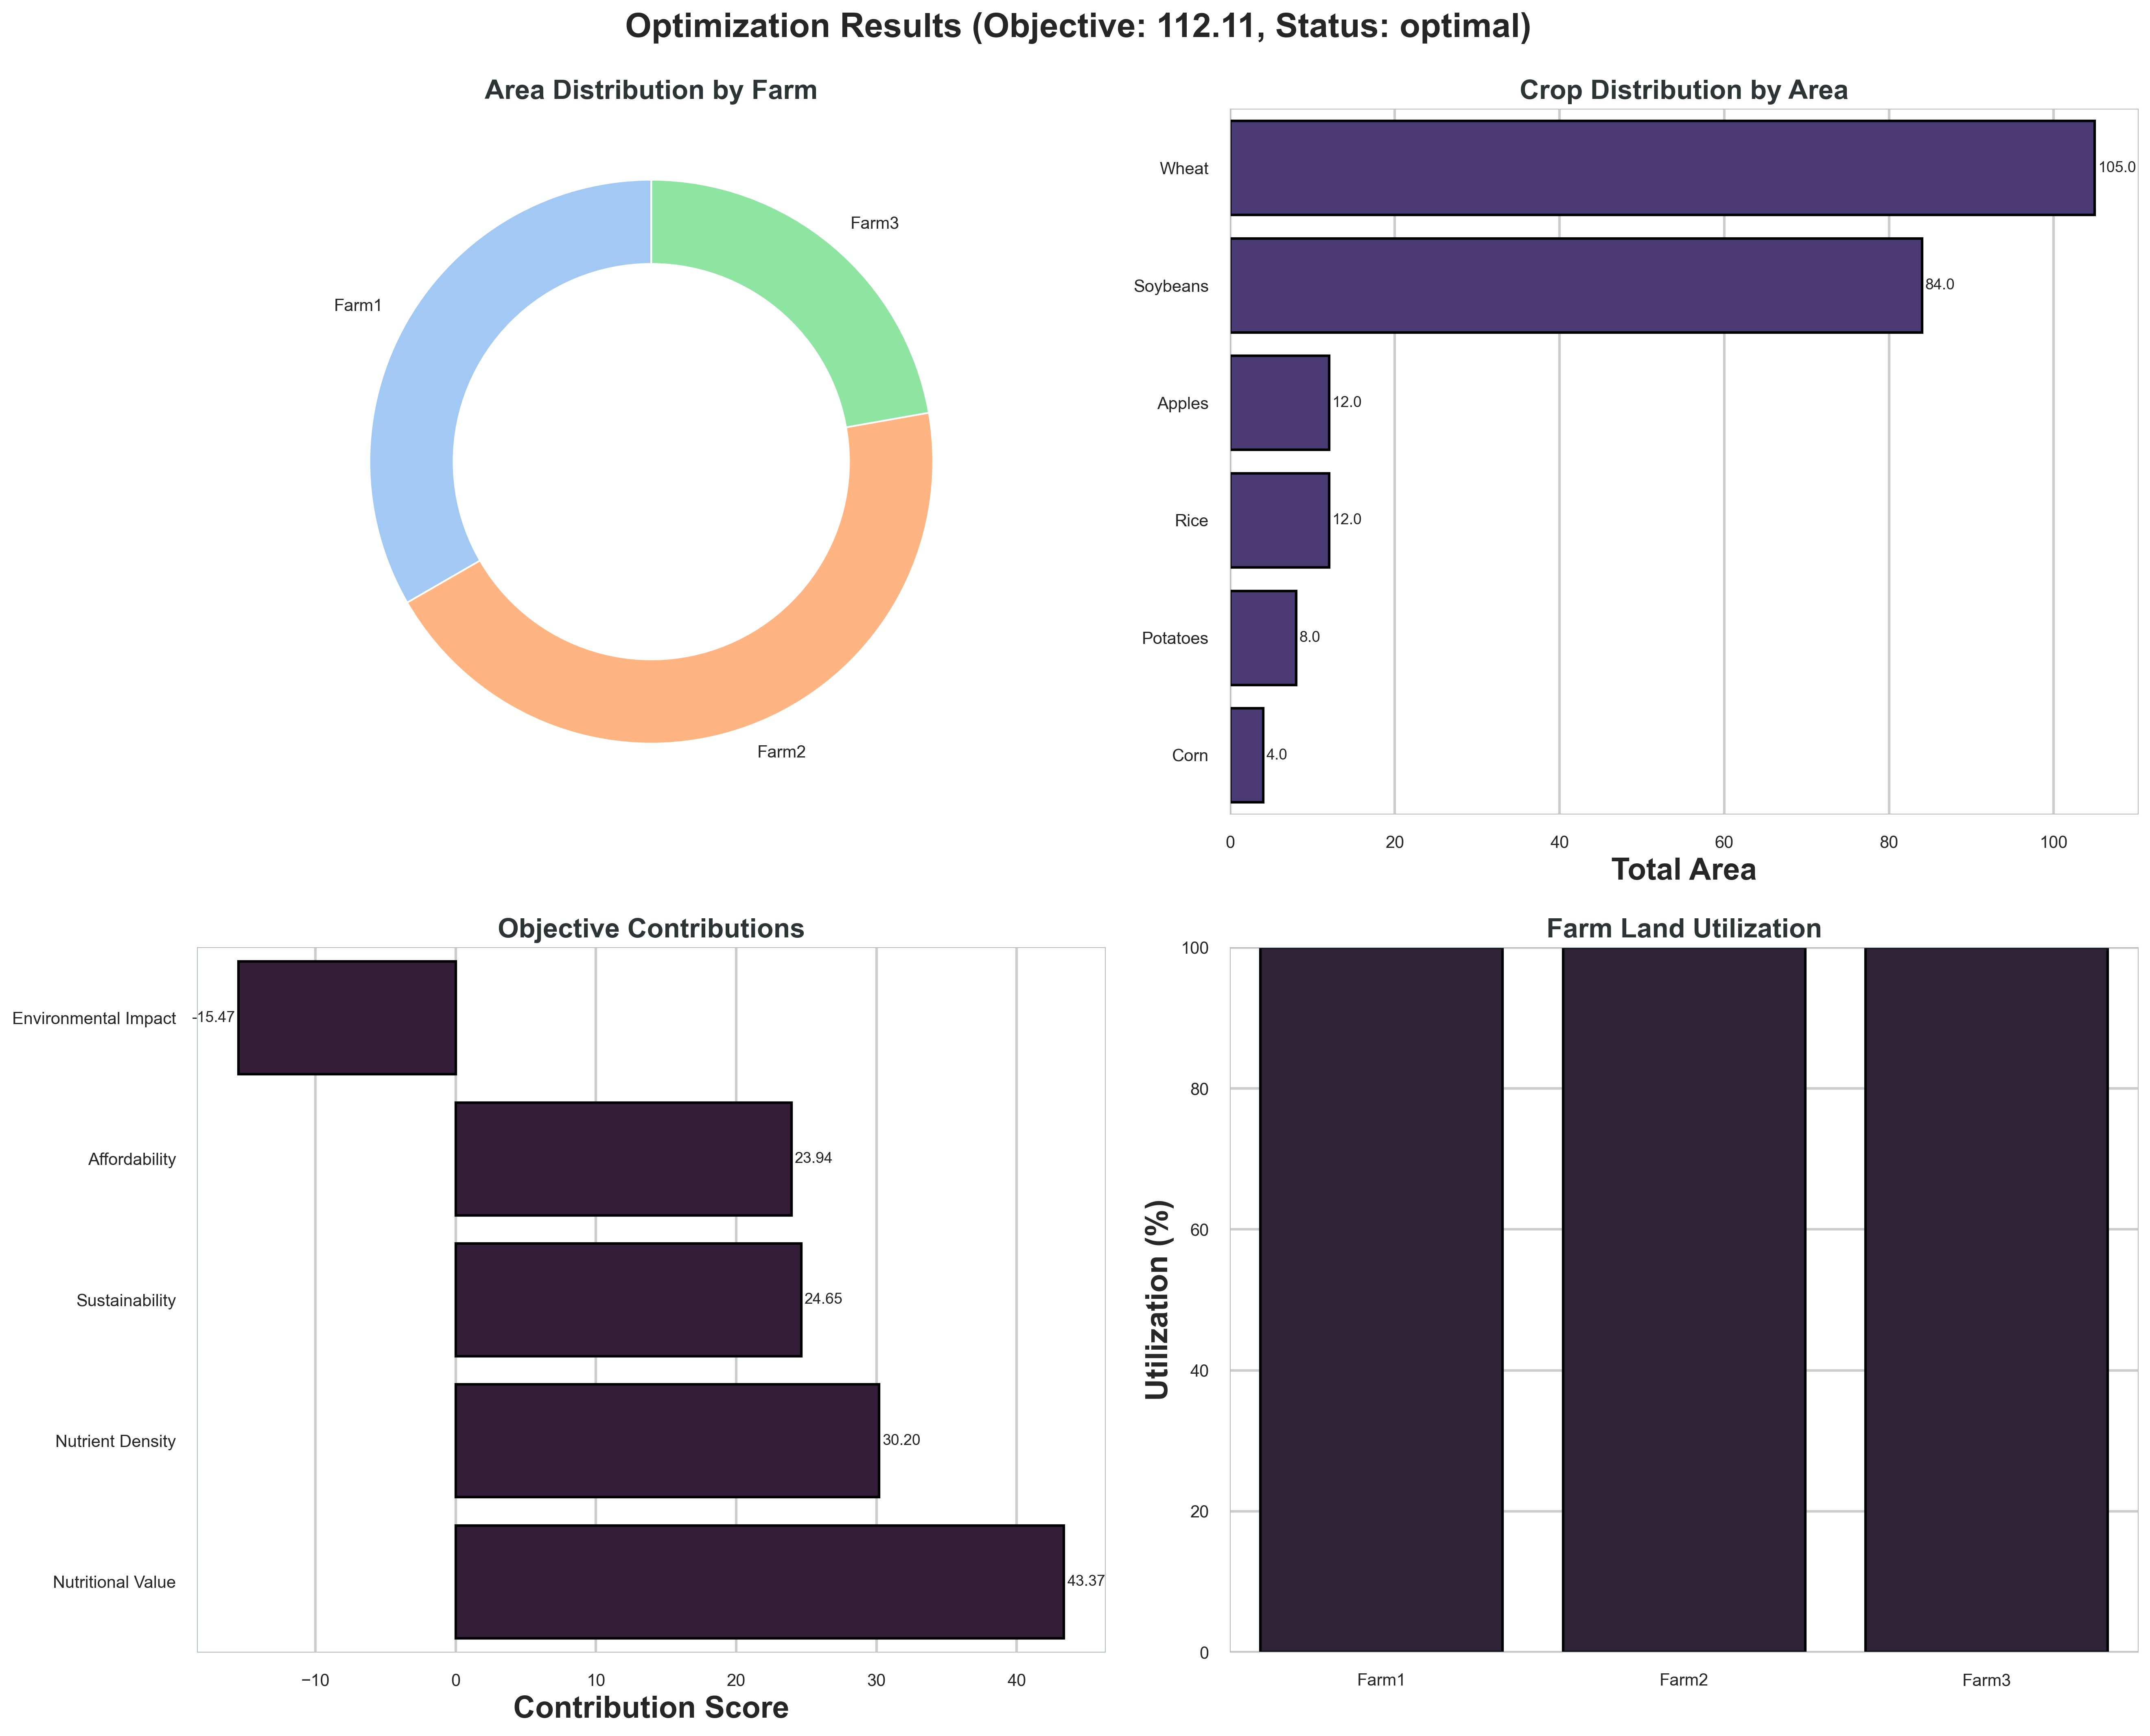 Optimization Results (Objective: 112.11, Status: optimal)
Area Distribution by Farm
Farm3
Farm1
Farm2
Crop Distribution by Area
Wheat
105.0
Soybeans
84.0
Apples
12.0
Rice
12.0
Potatoes
8.0
Corn
4.0
0 20 40 60 80 100
Total Area
Objective Contributions
Environmental Impact
-15.47
Affordability
23.94
Sustainability
24.65
Nutrient Density
30.20
Nutritional Value
43.37
−10 0 10 20 30 40
Contribution Score
Farm Land Utilization
Utilization (%)
100
80
60
40
20
0
Farm1 Farm2 Farm3